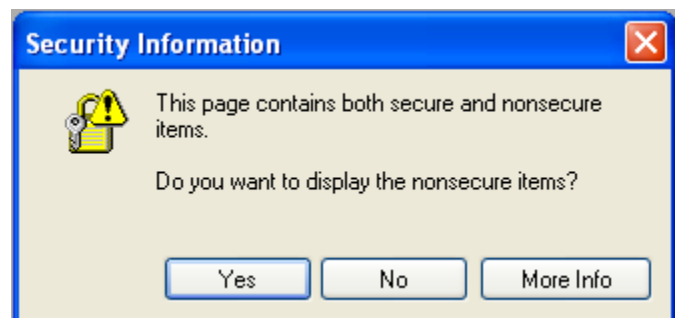 Security Information
This page contains both secure and nonsecure
items.
Do you want to display the nonsecure items?
Yes
No
More Info